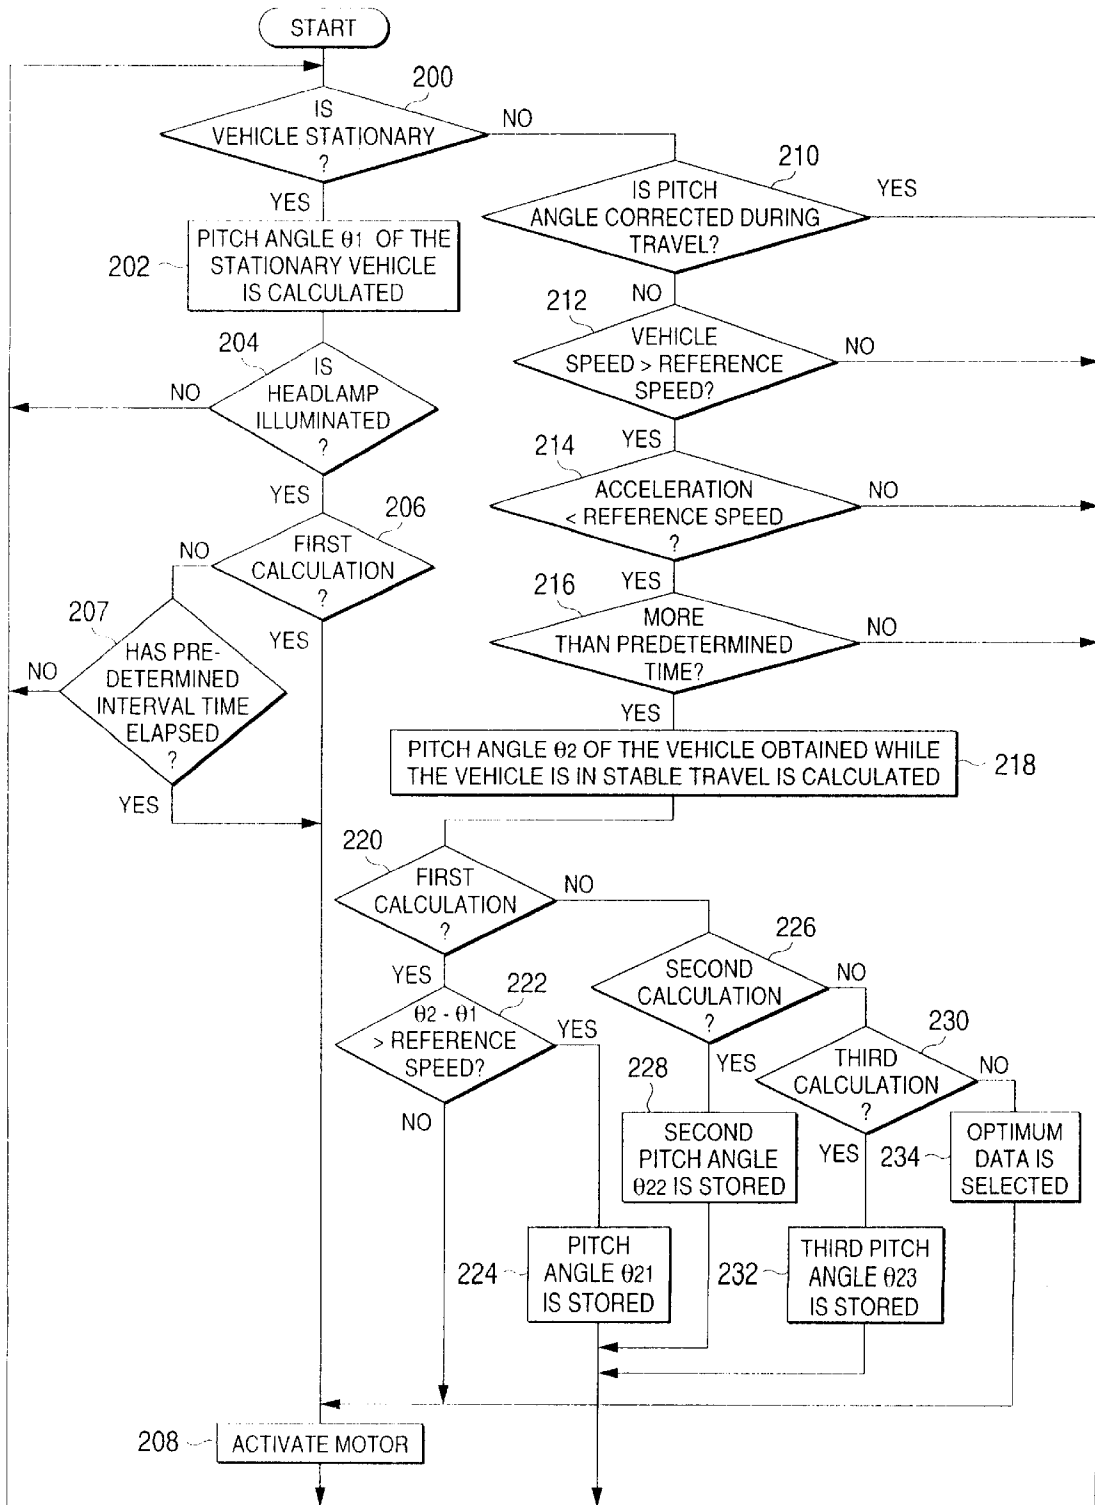 START
200
IS
VEHICLE STATIONARY
?
NO
YES
210
IS PITCH
ANGLE CORRECTED DURING
TRAVEL?
YES
NO
202
PITCH ANGLE θ1 OF THE
STATIONARY VEHICLE
IS CALCULATED
212
VEHICLE
SPEED > REFERENCE
SPEED?
NO
YES
204
IS
HEADLAMP
ILLUMINATED
?
NO
YES
214
ACCELERATION
< REFERENCE SPEED
?
NO
YES
206
FIRST
CALCULATION
?
NO
YES
216
MORE
THAN PREDETERMINED
TIME?
NO
YES
207
HAS PRE-
DETERMINED
INTERVAL TIME
ELAPSED
?
NO
YES
PITCH ANGLE θ2 OF THE VEHICLE OBTAINED WHILE
THE VEHICLE IS IN STABLE TRAVEL IS CALCULATED
218
220
FIRST
CALCULATION
?
NO
YES
226
SECOND
CALCULATION
?
NO
YES
222
θ2 - θ1
> REFERENCE
SPEED?
YES
NO
230
THIRD
CALCULATION
?
NO
YES
228
SECOND
PITCH ANGLE
θ22 IS STORED
234
OPTIMUM
DATA IS
SELECTED
224
PITCH
ANGLE θ21
IS STORED
232
THIRD PITCH
ANGLE θ23
IS STORED
208
ACTIVATE MOTOR